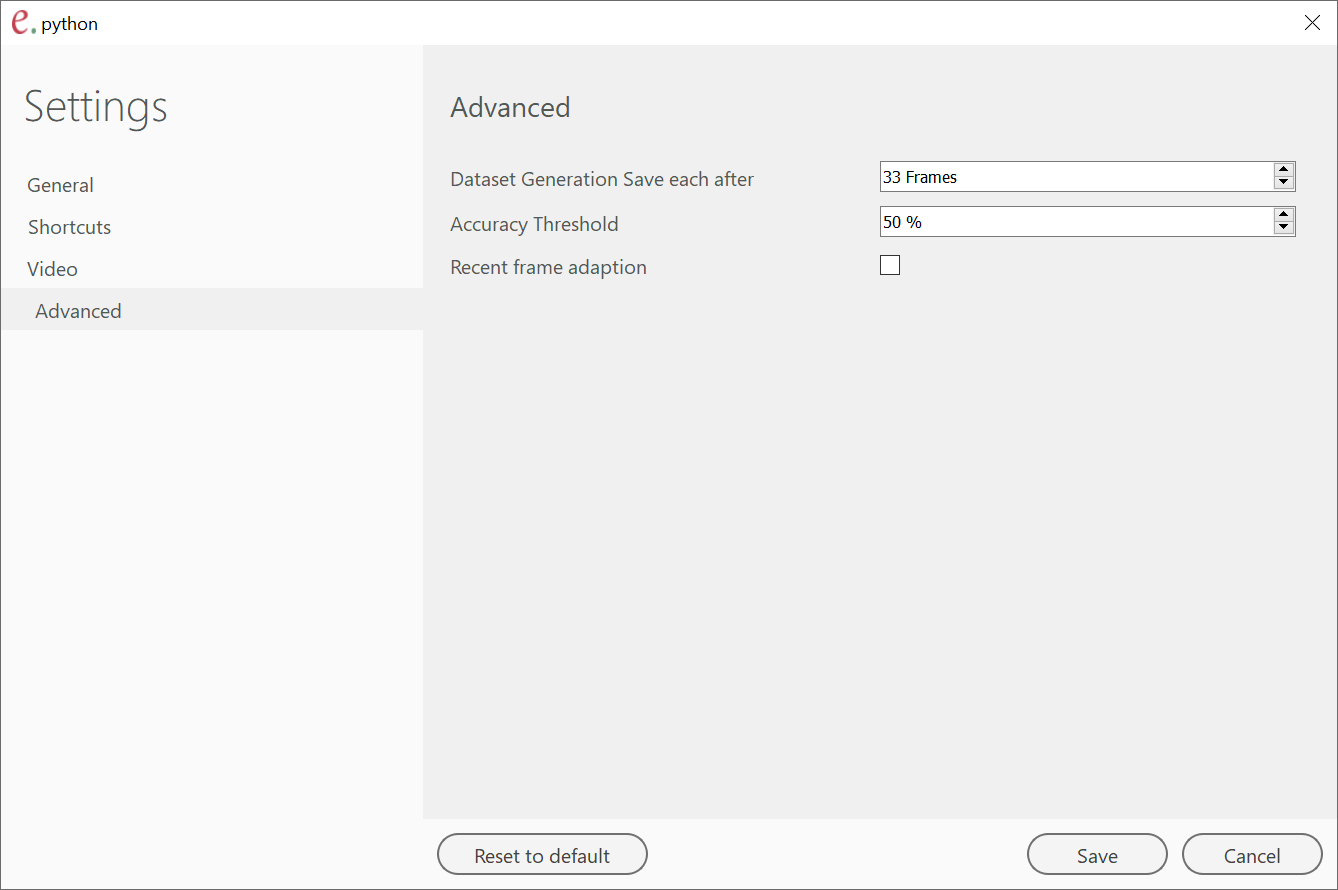 e. python
Settings
General
Shortcuts
Video
Advanced
Advanced
Dataset Generation Save each after
33 Frames
Accuracy Threshold
50 %
Recent frame adaption
Reset to default
Save
Cancel